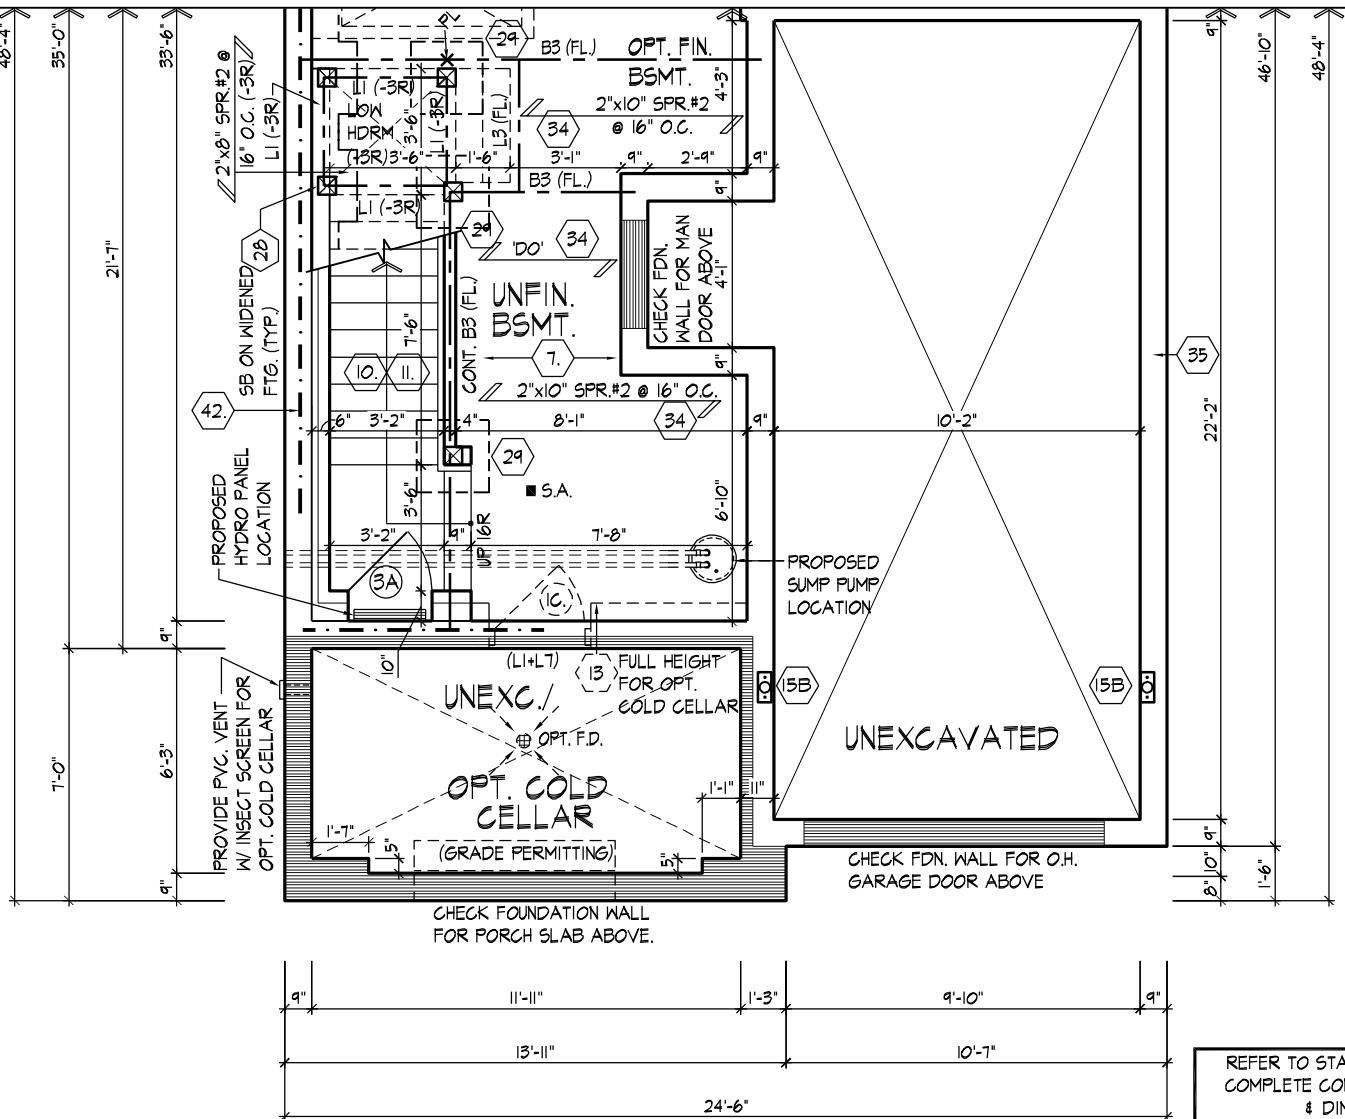 48'-4"
35'-0"
33'-6"
21'-7"
2"x8" SPR.#2 @
16" O.C. (-3R)
L1 (-3R)
PL
29
B3 (FL.)
OPT. FIN.
BSMT.
4'-3"
9"
46'-10"
48'-4"
L1 (-3R)
LOW
HDRM
(-13R)
3'-6"
L1 (-3R)
L3 (FL.)
2"x10" SPR.#2
@ 16" O.C.
34
3'-6"
1'-6"
3'-1"
9"
2'-9"
9"
B3 (FL.)
9"
L1 (-3R)
28
29
34
'DO'
UNFIN.
BSMT.
CHECK FDN.
WALL FOR MAN
DOOR ABOVE
4'-1"
SB ON WIDENED
FTG. (TYP.)
7'-6"
CONT. B3 (FL.)
10.
11.
7.
9"
35
2"x10" SPR.#2 @ 16" O.C.
34
42.
6"
3'-2"
4"
8'-1"
9"
10'-2"
22'-2"
PROPOSED
HYDRO PANEL
LOCATION
29
S.A.
3'-6"
6'-10"
3'-2"
9"
UP 16R
7'-8"
3A
1C.
PROPOSED
SUMP PUMP
LOCATION
9"
10"
(L1+L7)
13
FULL HEIGHT
FOR OPT.
COLD CELLAR
15B
15B
UNEXC.
OPT. F.D.
UNEXCAVATED
PROVIDE PVC. VENT
W/ INSECT SCREEN FOR
OPT. COLD CELLAR
7'-0"
6'-3"
OPT. COLD
CELLAR
1'-1"
11"
1'-7"
5"
(GRADE PERMITTING)
5"
9"
CHECK FDN. WALL FOR O.H.
GARAGE DOOR ABOVE
9"
10"
8"
1'-6"
CHECK FOUNDATION WALL
FOR PORCH SLAB ABOVE.
9"
11'-11"
1'-3"
9'-10"
9"
13'-11"
10'-7"
24'-6"
REFER TO STA
COMPLETE CO
& DI